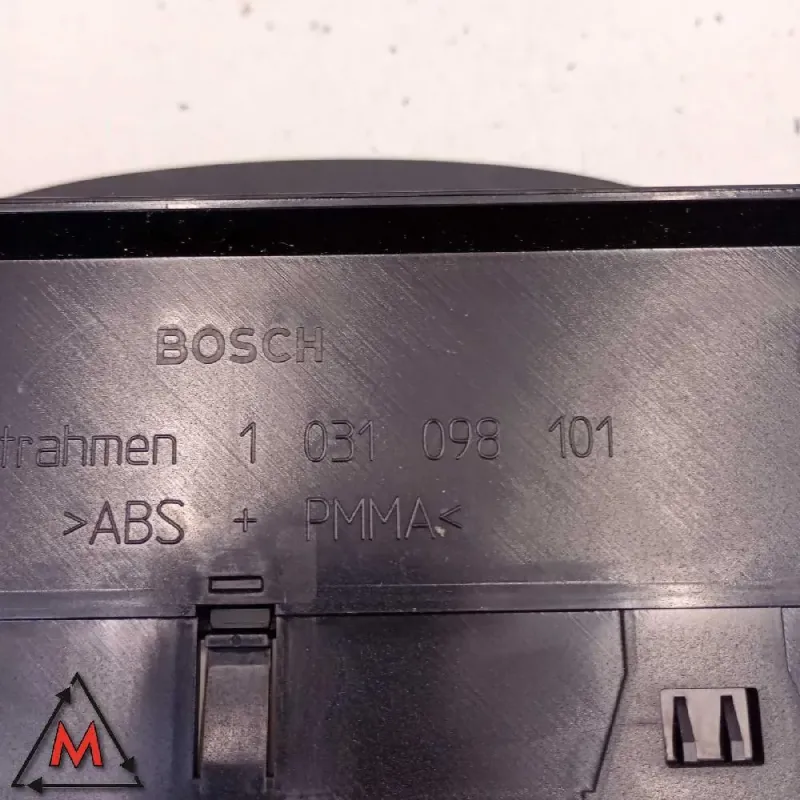 BOSCH
trahmen 1 031 098 101
>ABS + PMMA<
M